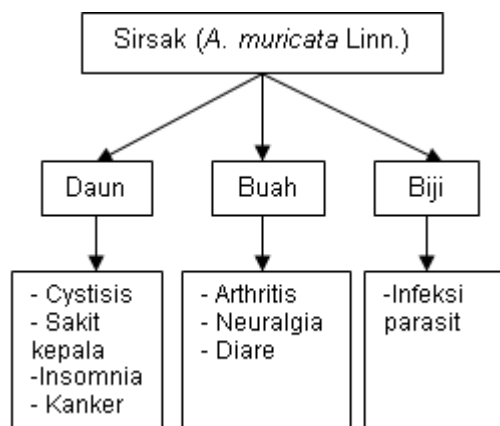 Sirsak (A. muricata Linn.)
Daun
Buah
Biji
- Cystisis
- Sakit
kepala
-Insomnia
- Kanker
- Arthritis
- Neuralgia
- Diare
-Infeksi
parasit